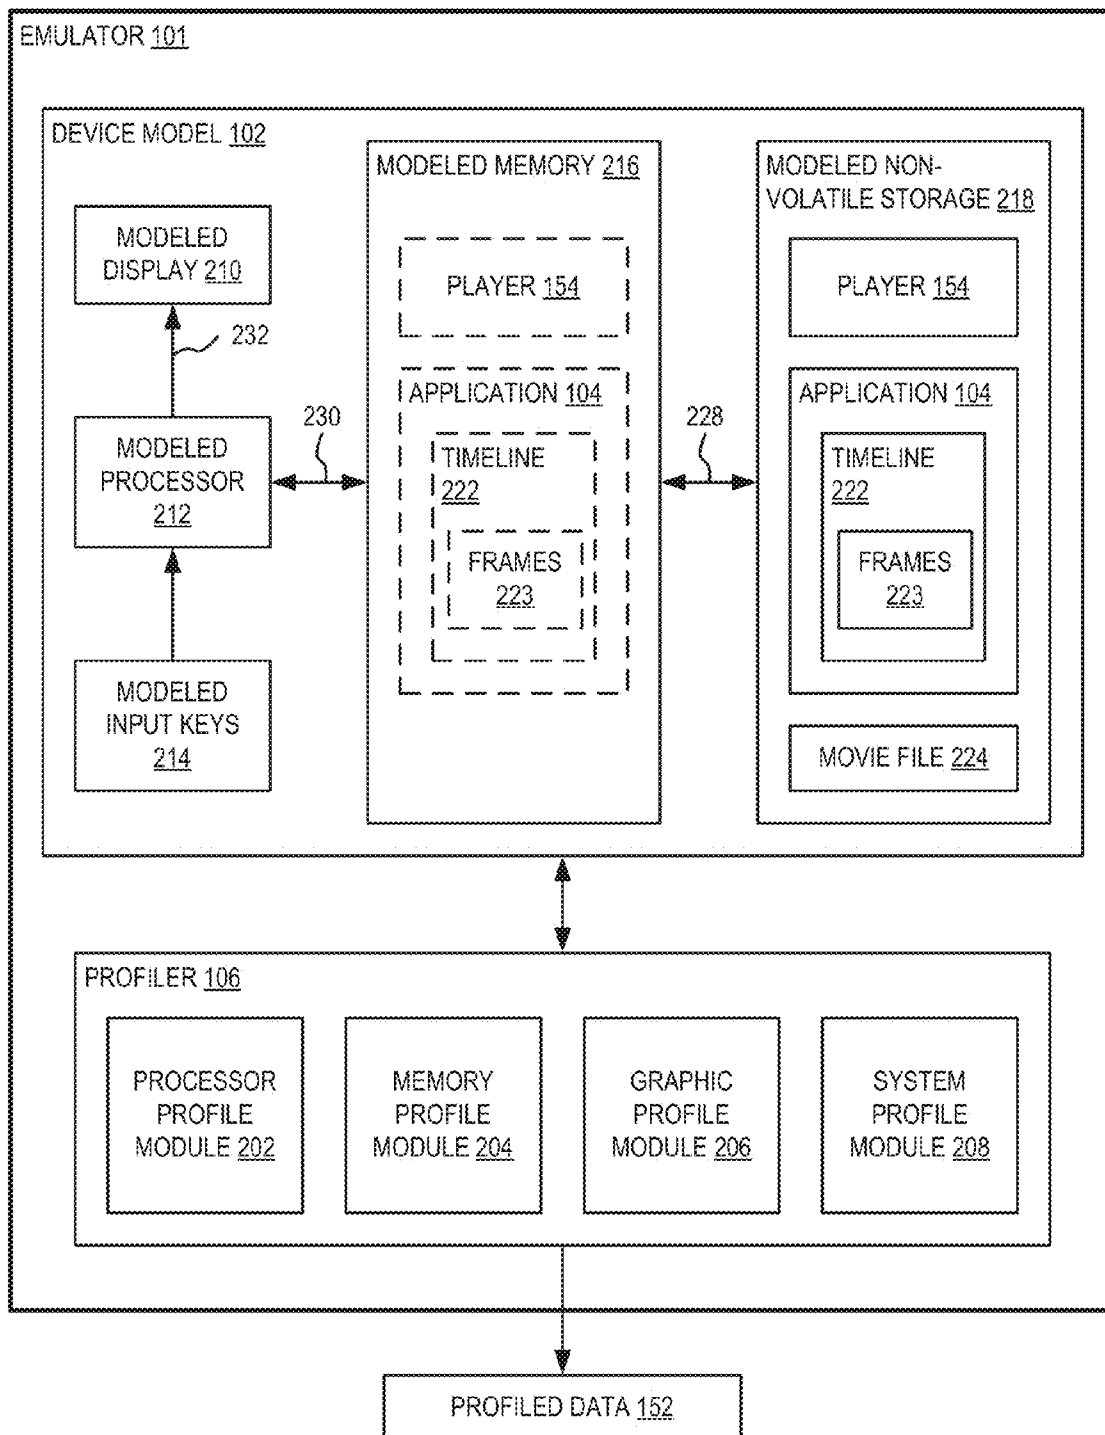 EMULATOR 101
DEVICE MODEL 102
MODELED
DISPLAY 210
232
MODELED
PROCESSOR
212
MODELED
INPUT KEYS
214
230
MODELED MEMORY 216
PLAYER 154
APPLICATION 104
TIMELINE
222
FRAMES
223
228
MODELED NON-
VOLATILE STORAGE 218
PLAYER 154
APPLICATION 104
TIMELINE
222
FRAMES
223
MOVIE FILE 224
PROFILER 106
PROCESSOR
PROFILE
MODULE 202
MEMORY
PROFILE
MODULE 204
GRAPHIC
PROFILE
MODULE 206
SYSTEM
PROFILE
MODULE 208
PROFILED DATA 152